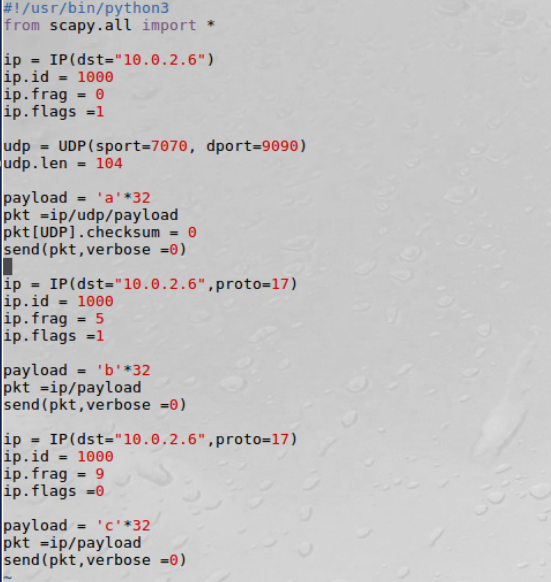 #!/usr/bin/python3
from scapy.all import *
ip = IP(dst="10.0.2.6")
ip.id = 1000
ip.frag = 0
ip.flags =1
udp = UDP(sport=7070, dport=9090)
udp.len = 104
payload = 'a'*32
pkt =ip/udp/payload
pkt[UDP].checksum = 0
send(pkt,verbose =0)
ip = IP(dst="10.0.2.6",proto=17)
ip.id = 1000
ip.frag = 5
ip.flags =1
payload = 'b'*32
pkt =ip/payload
send(pkt,verbose =0)
ip = IP(dst="10.0.2.6",proto=17)
ip.id = 1000
ip.frag = 9
ip.flags =0
payload = 'c'*32
pkt =ip/payload
send(pkt,verbose =0)
~